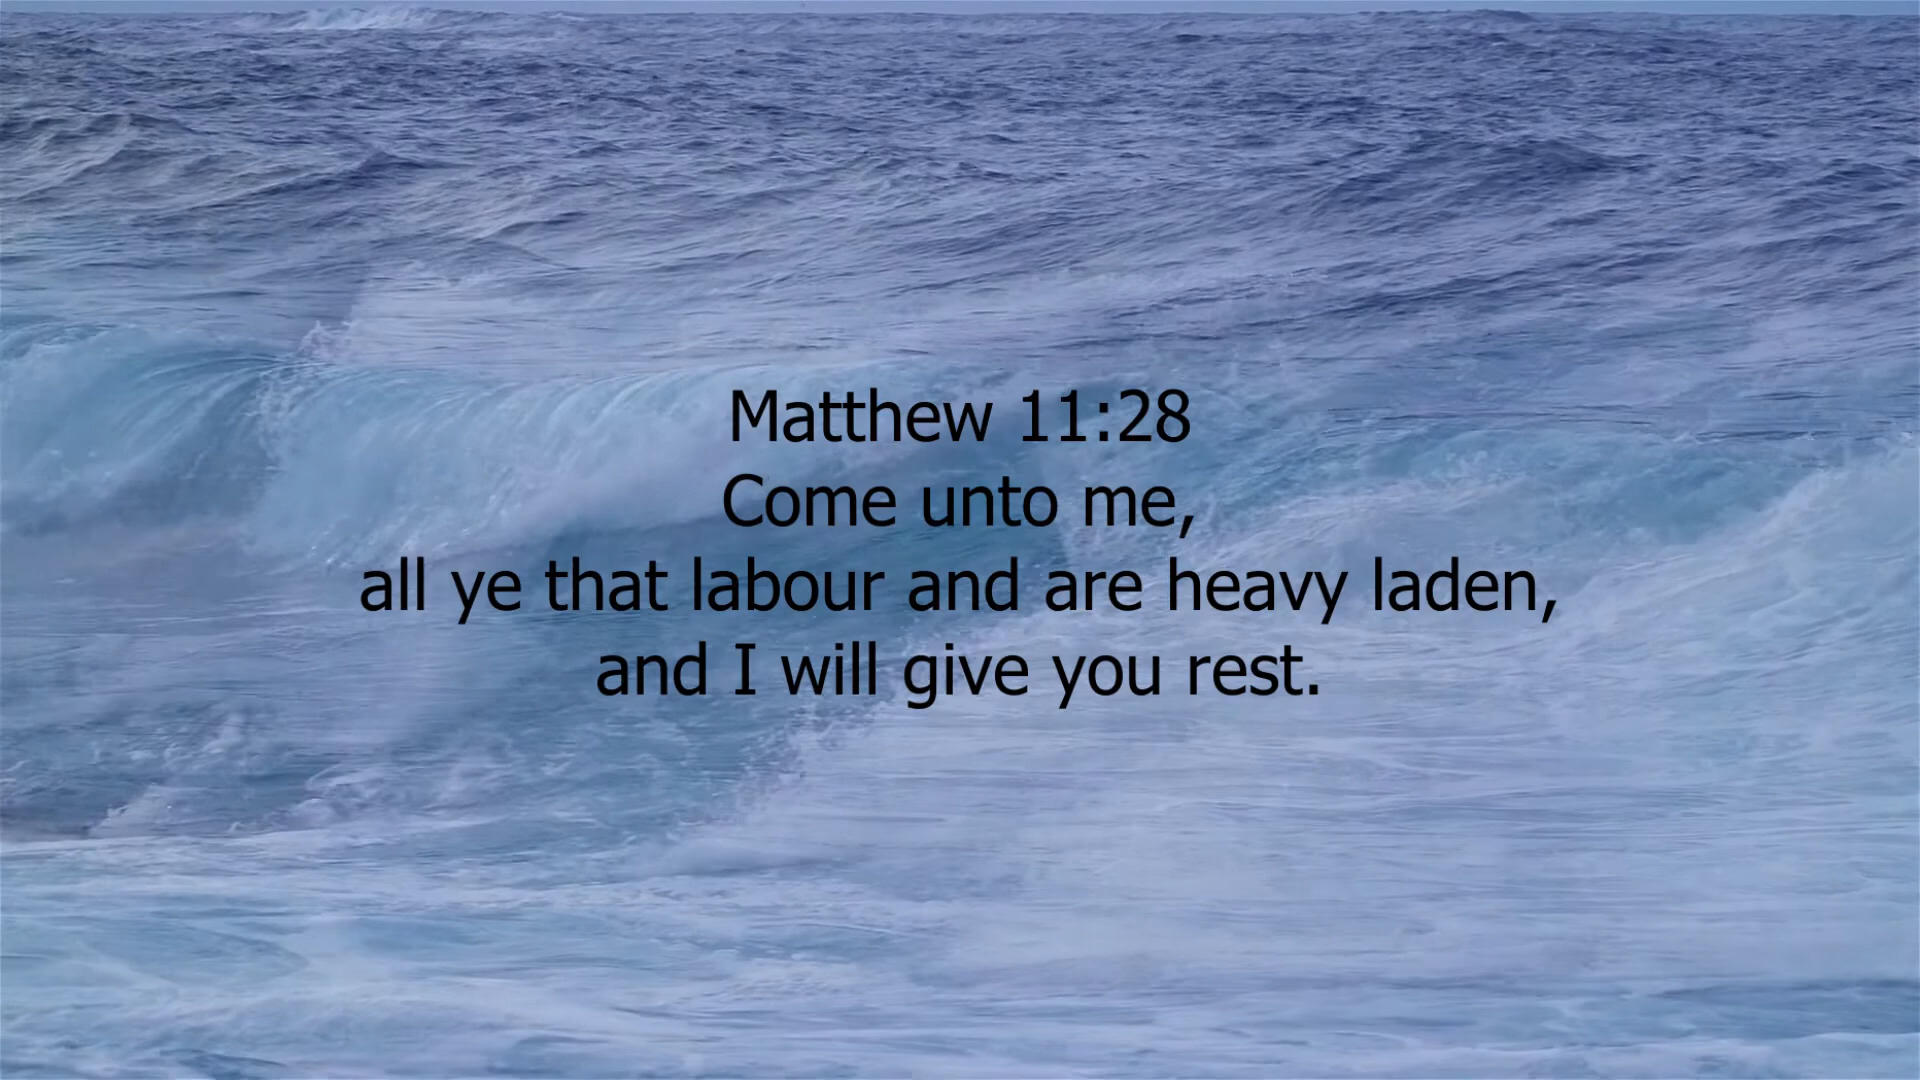 Matthew 11:28
Come unto me,
all ye that labour and are heavy laden,
and I will give you rest.